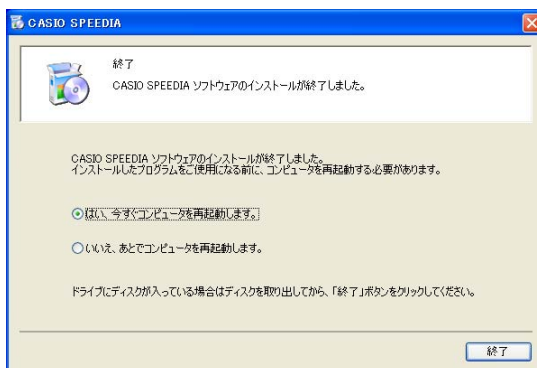 CASIO SPEEDIA
終了
CASIO SPEEDIA ソフトウェアのインストールが終了しました。
CASIO SPEEDIA ソフトウェアのインストールが終了しました。
インストールしたプログラムをご使用になる前に、コンピュータを再起動する必要があります。
はい、今すぐコンピュータを再起動します。
いいえ、あとでコンピュータを再起動します。
ドライブにディスクが入っている場合はディスクを取り出してから、「終了」ボタンをクリックしてください。
終了